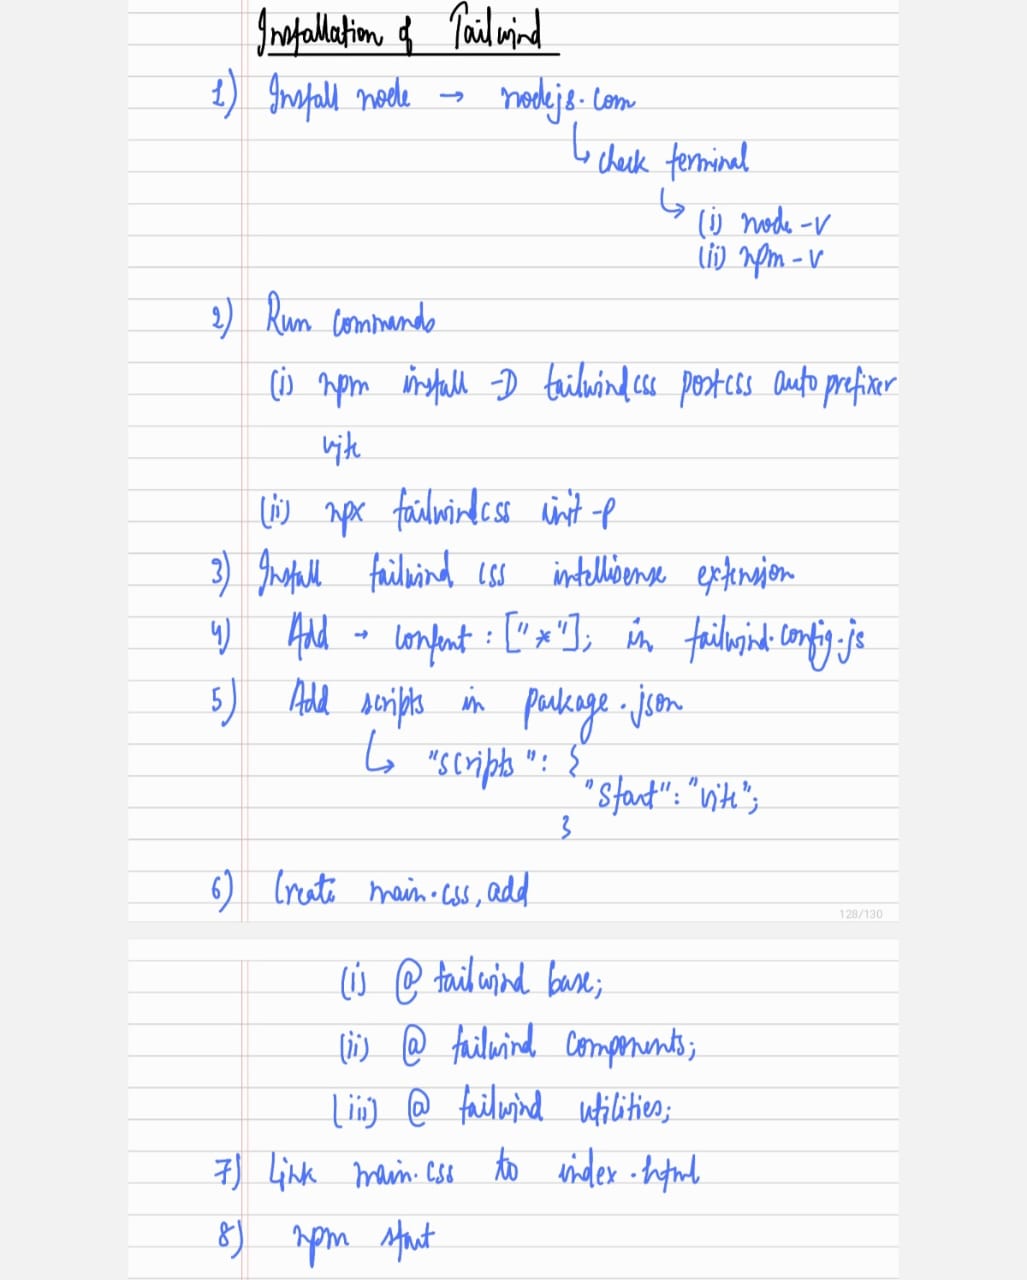 Installation of Tailwind
1) Install node → nodejs.com
↳ check terminal
↳ (i) node -v
(ii) npm -v
2) Run commands
(i) npm install -D tailwindcss postcss autoprefixer
vite
(ii) npx tailwindcss init -p
3) Install tailwind css intellisense extension
4) Add → content : ["*"]; in tailwind.config.js
5) Add scripts in package.json
↳ "scripts": {
"start": "vite";
}
6) Create main.css, add
128/130
(i) @tailwind base;
(ii) @ tailwind components;
(iii) @ tailwind utilities;
7) Link main.css to index.html
8) npm start